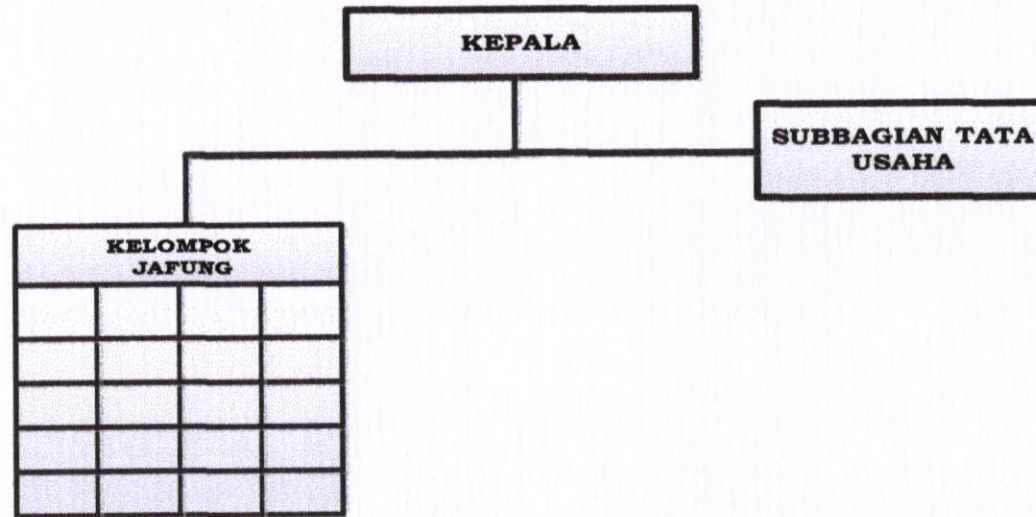 KEPALA
SUBBAGIAN TATA
USAHA
KELOMPOK
JAFUNG